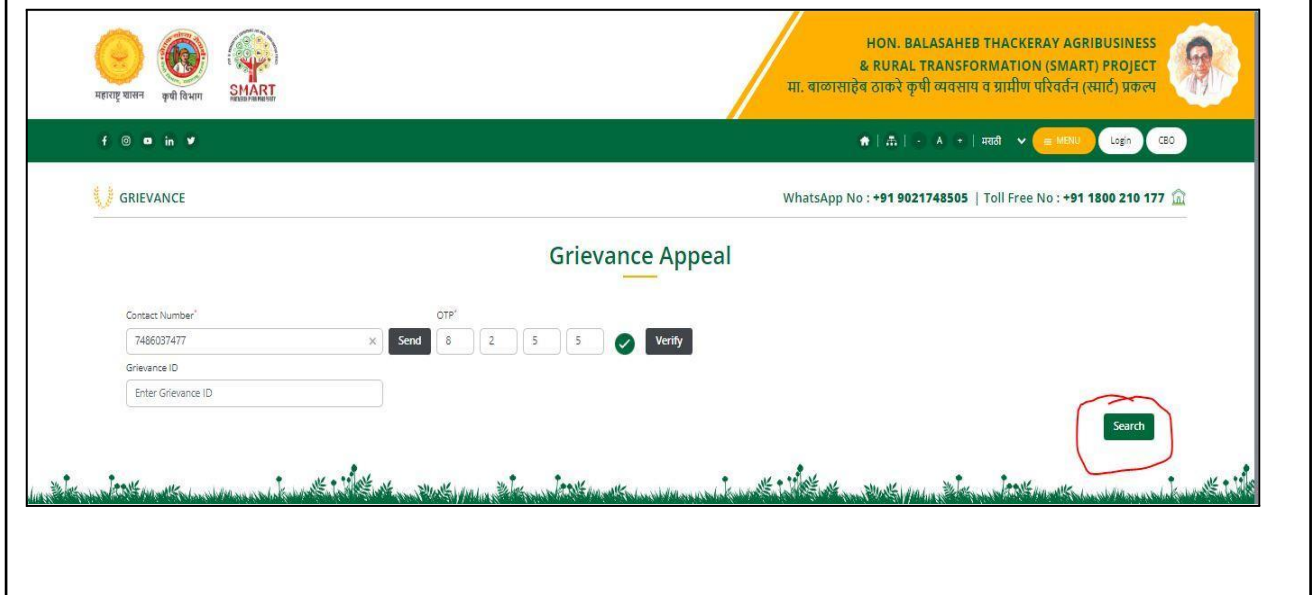 HON. BALASAHEB THACKERAY AGRIBUSINESS
& RURAL TRANSFORMATION (SMART) PROJECT
मा. बाळासाहेब ठाकरे कृषी व्यवसाय व ग्रामीण परिवर्तन (स्मार्ट) प्रकल्प
महाराष्ट्र शासन
कृषी विभाग
SMART
- A + मराठी MENU Login CBO
GRIEVANCE
WhatsApp No : +91 9021748505 | Toll Free No : +91 1800 210 177
Grievance Appeal
Contact Number* OTP*
7486037477 × Send 8 2 5 5 Verify
Grievance ID
Enter Grievance ID
Search